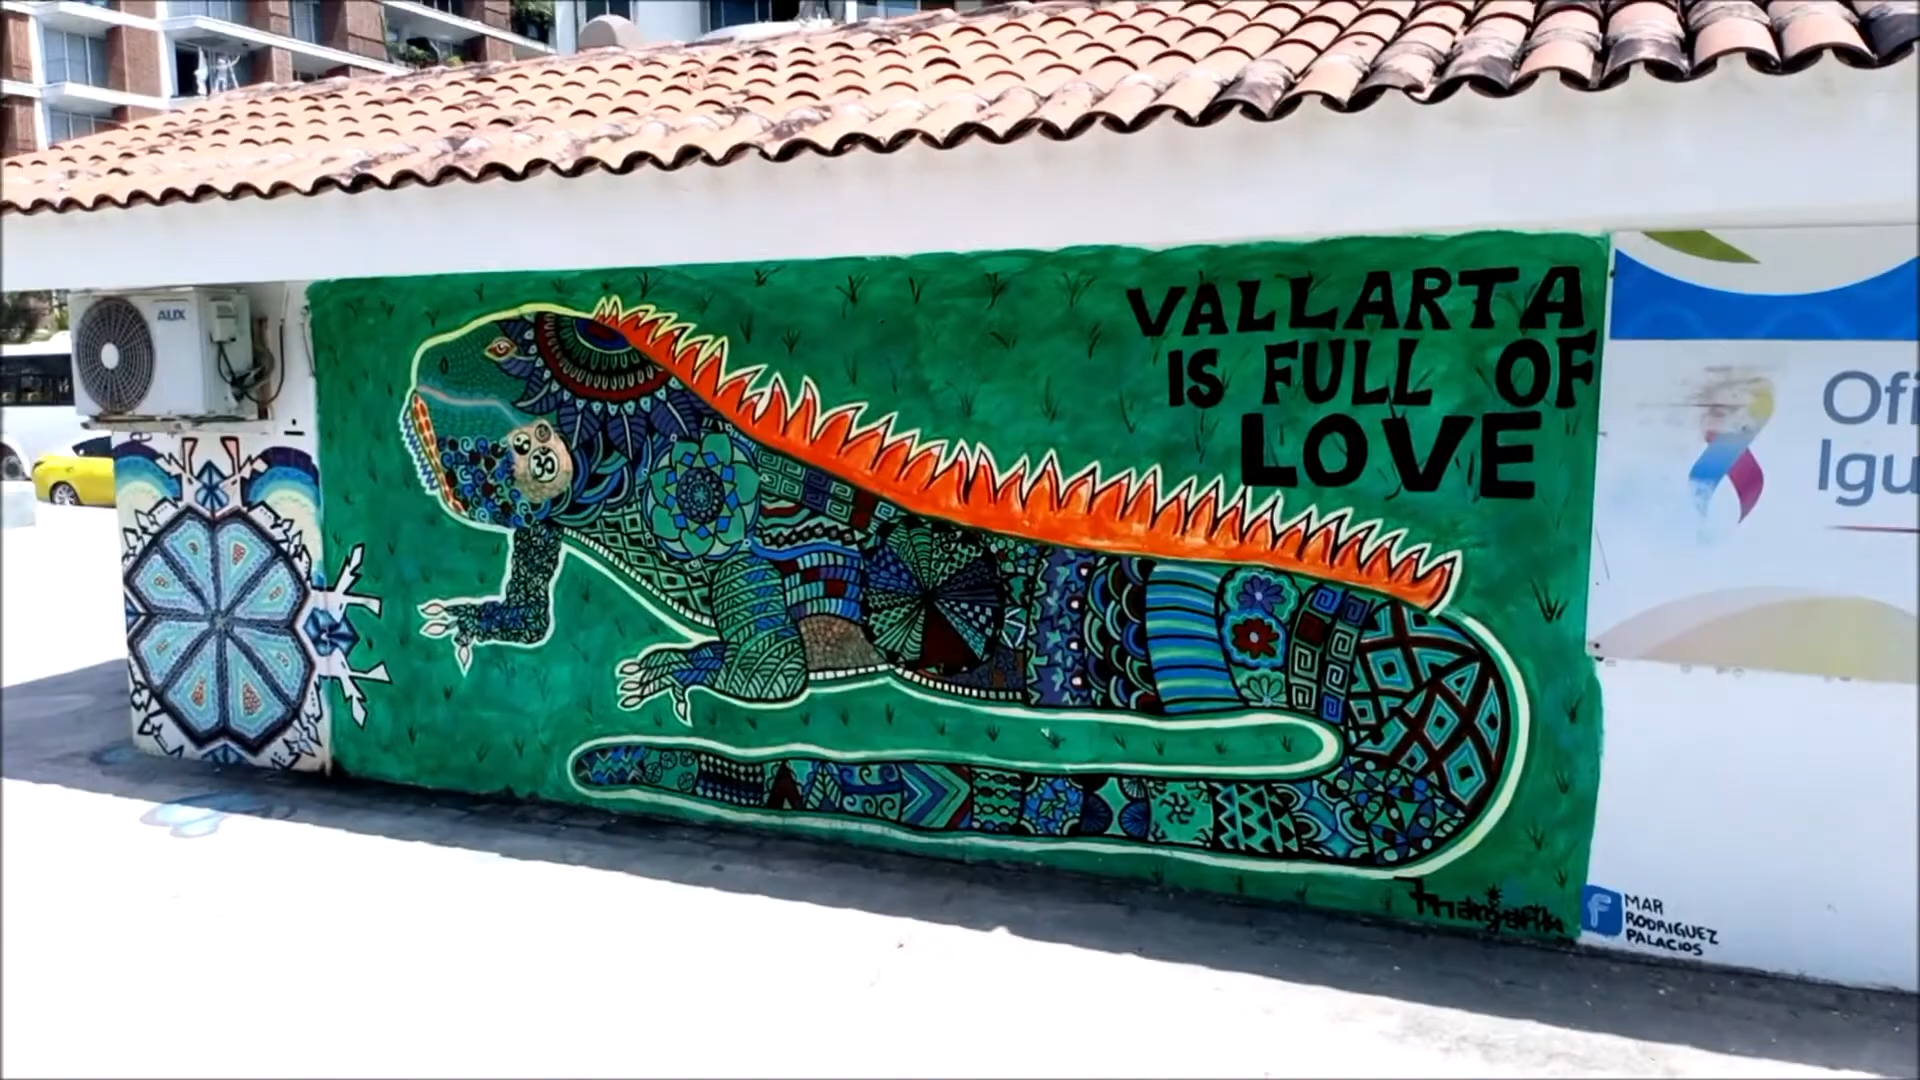 AUX
VALLARTA
IS FULL OF
LOVE
Ofi
Igu
f
MAR
RODRIGUEZ
PALACIOS